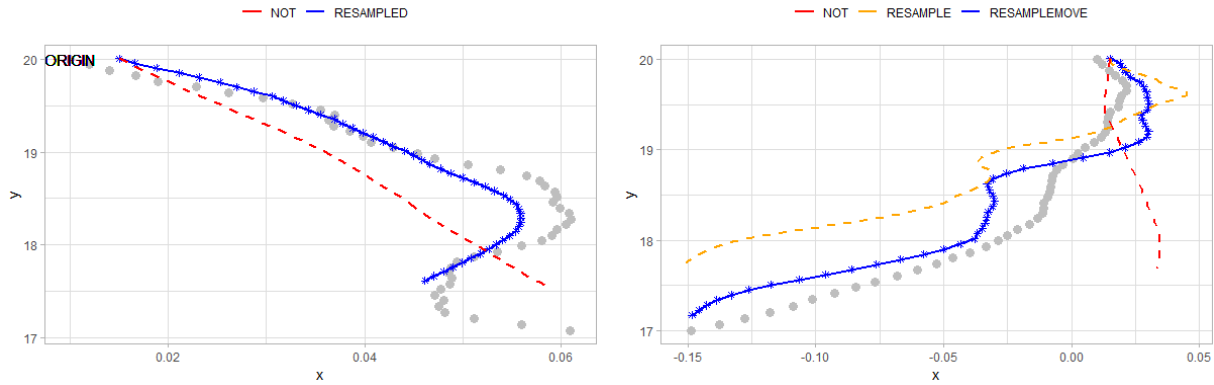 NOT RESAMPLED
ORIGIN
20
19
18
17
y
0.02 0.04 0.06
x
NOT RESAMPLE RESAMPLEMOVE
20
19
18
17
y
-0.15 -0.10 -0.05 0.00 0.05
x